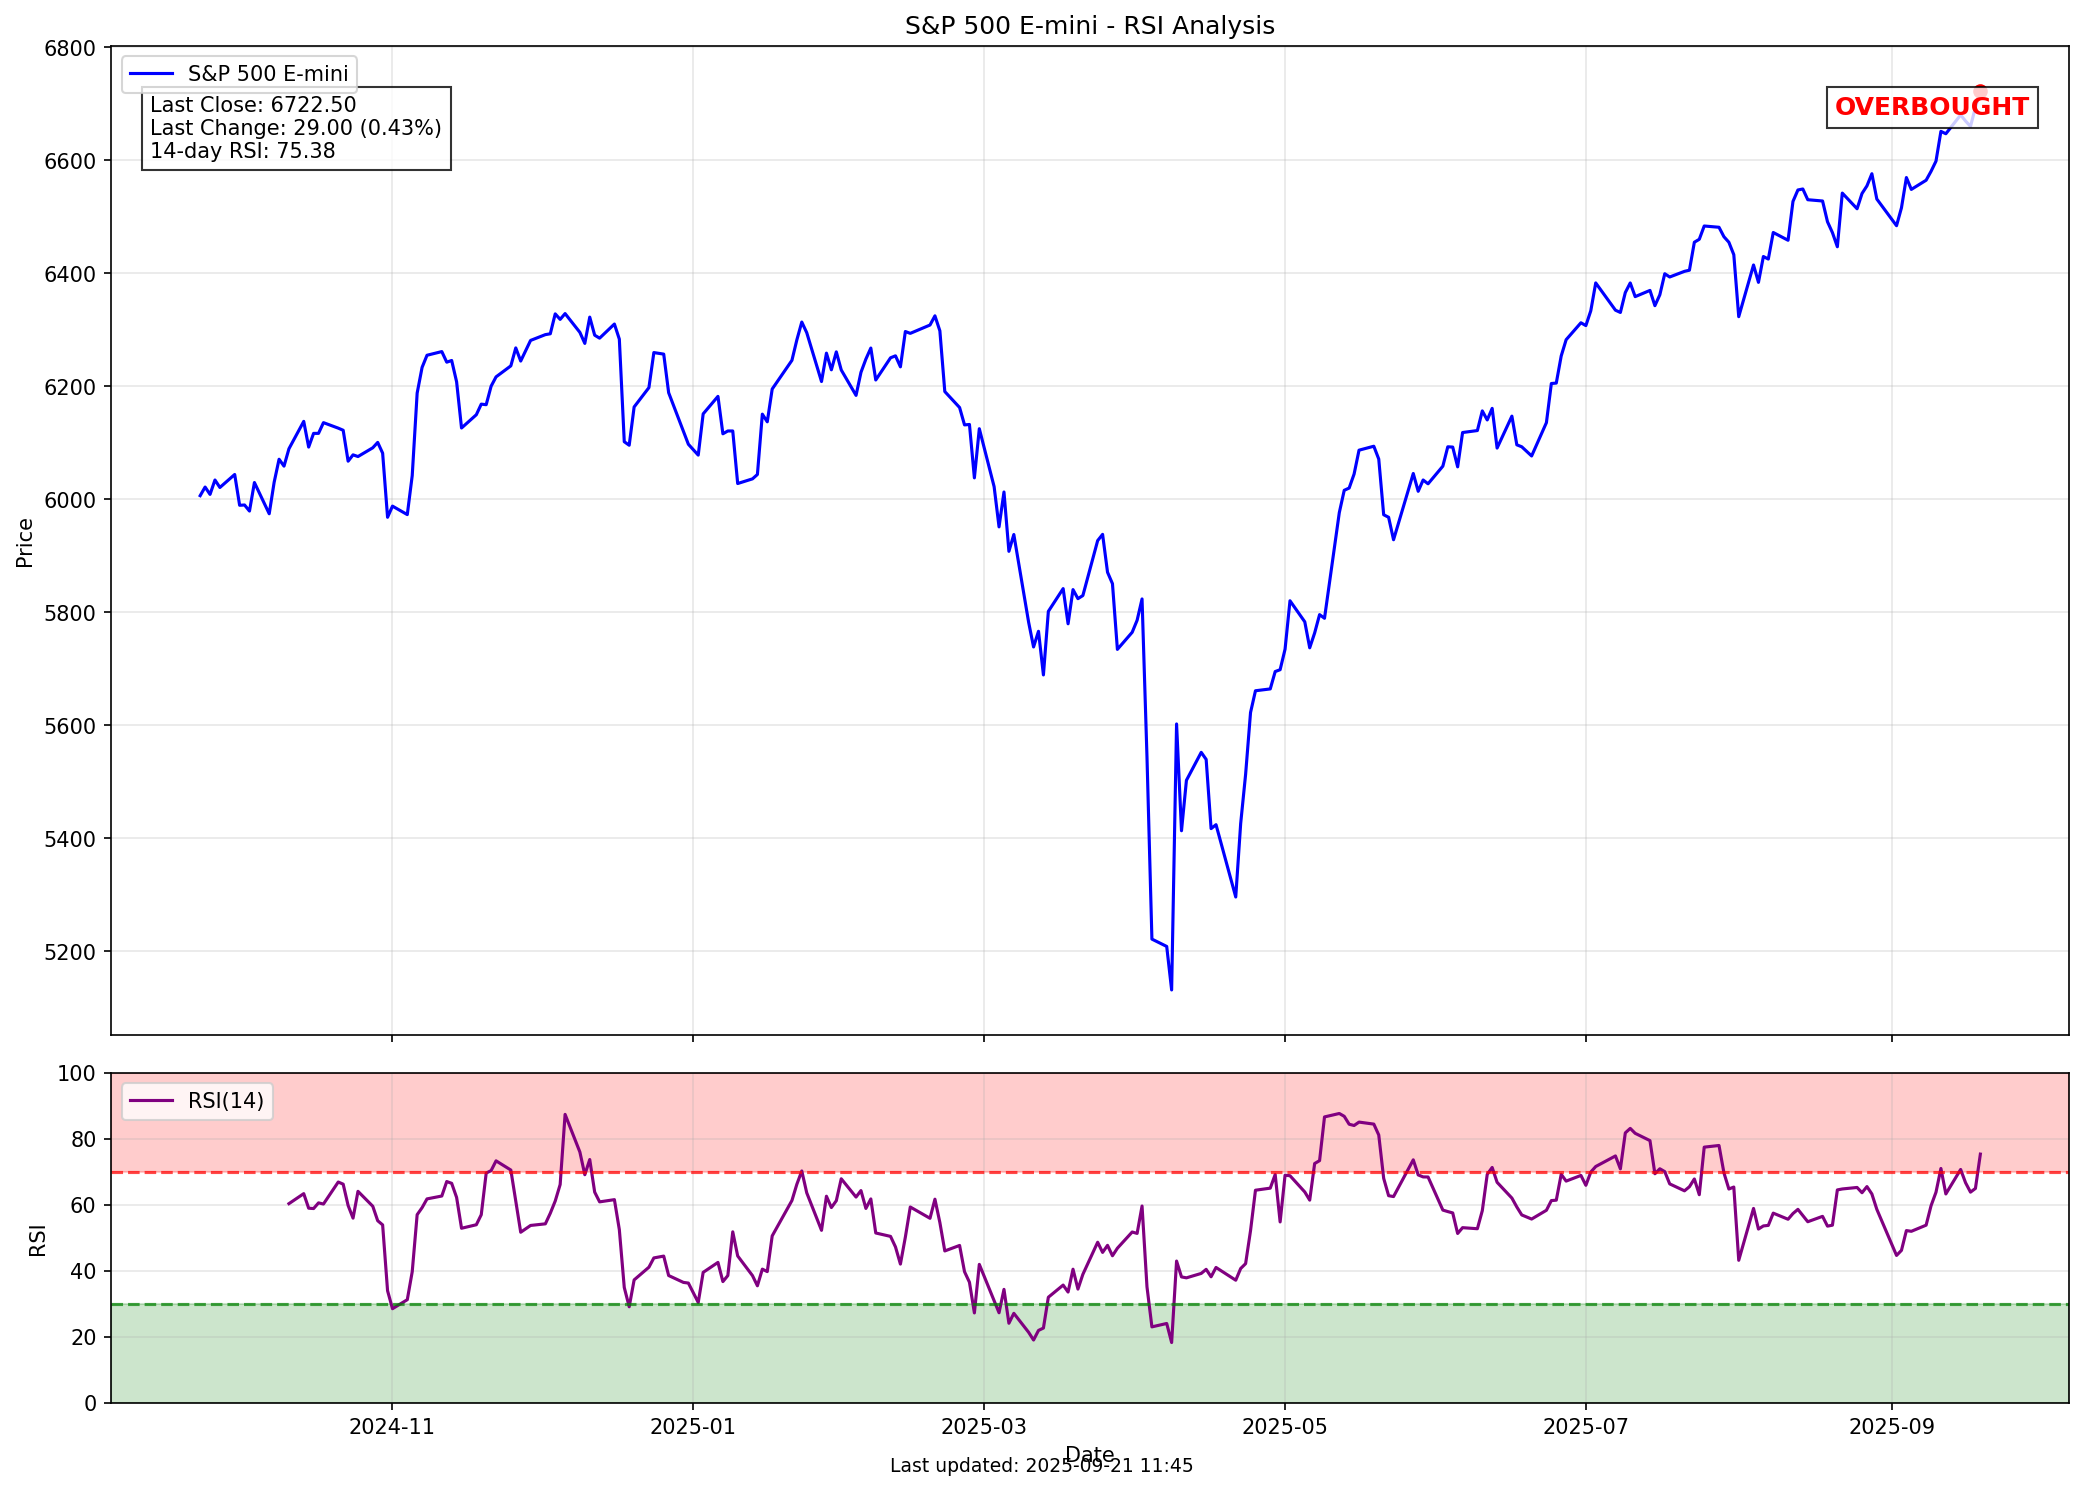 S&P 500 E-mini - RSI Analysis
S&P 500 E-mini
Last Close: 6722.50
Last Change: 29.00 (0.43%)
14-day RSI: 75.38
OVERBOUGHT
Price
6800
6600
6400
6200
6000
5800
5600
5400
5200
RSI(14)
RSI
100
80
60
40
20
0
2024-11
2025-01
2025-03
2025-05
2025-07
2025-09
Date
Last updated: 2025-09-21 11:45